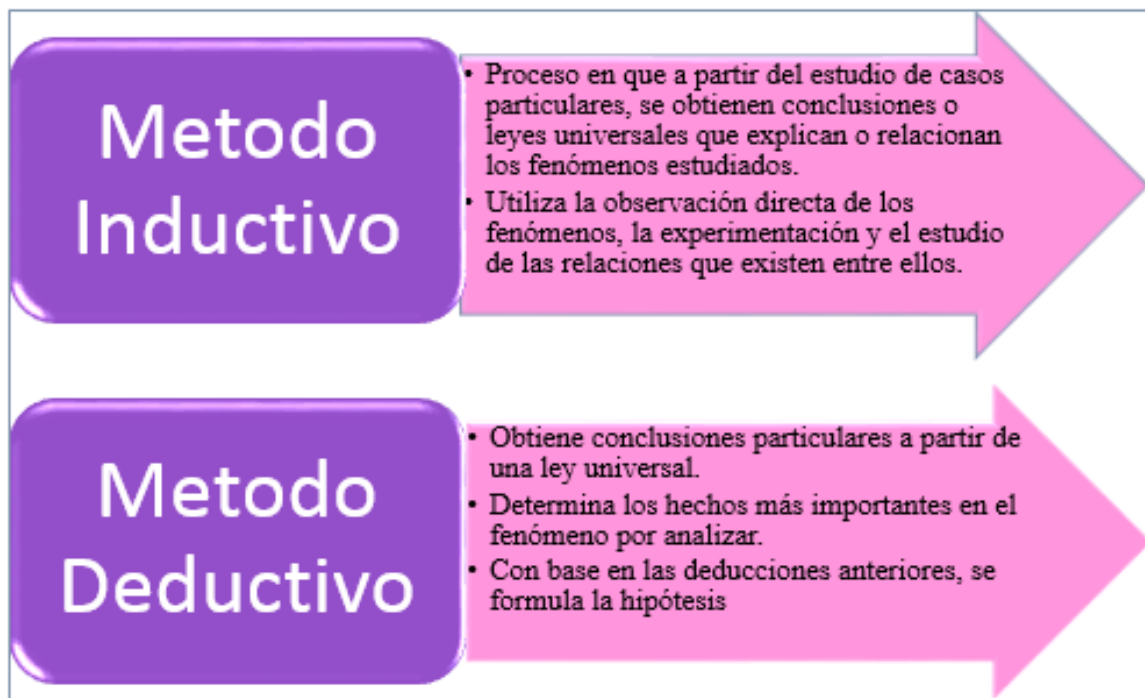 Metodo
Inductivo
• Proceso en que a partir del estudio de casos
particulares, se obtienen conclusiones o
leyes universales que explican o relacionan
los fenómenos estudiados.
• Utiliza la observación directa de los
fenómenos, la experimentación y el estudio
de las relaciones que existen entre ellos.
Metodo
Deductivo
• Obtiene conclusiones particulares a partir de
una ley universal.
• Determina los hechos más importantes en el
fenómeno por analizar.
• Con base en las deducciones anteriores, se
formula la hipótesis